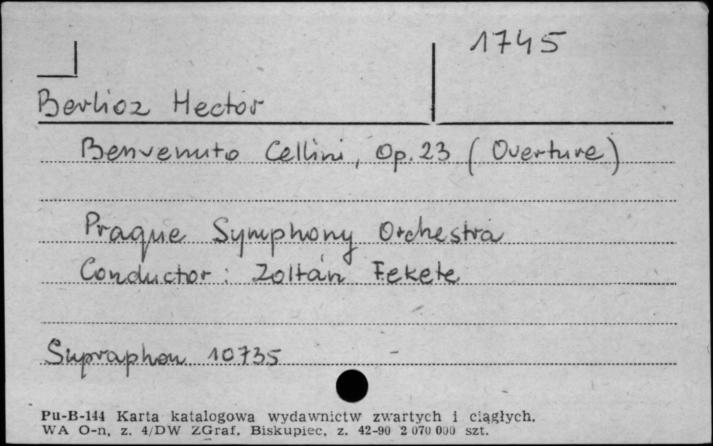 1745
Berlioz Hector
Benvenuto Cellini, Op. 23 (Overture)
Prague Symphony Orchestra
Conductor: Zoltán Fekete
Supraphon 10735 -
Pu-B-144 Karta katalogowa wydawnictw zwartych i ciągłych.
WA O-n, z. 4/DW ZGraf. Biskupiec, z. 42-90 2 070 000 szt.